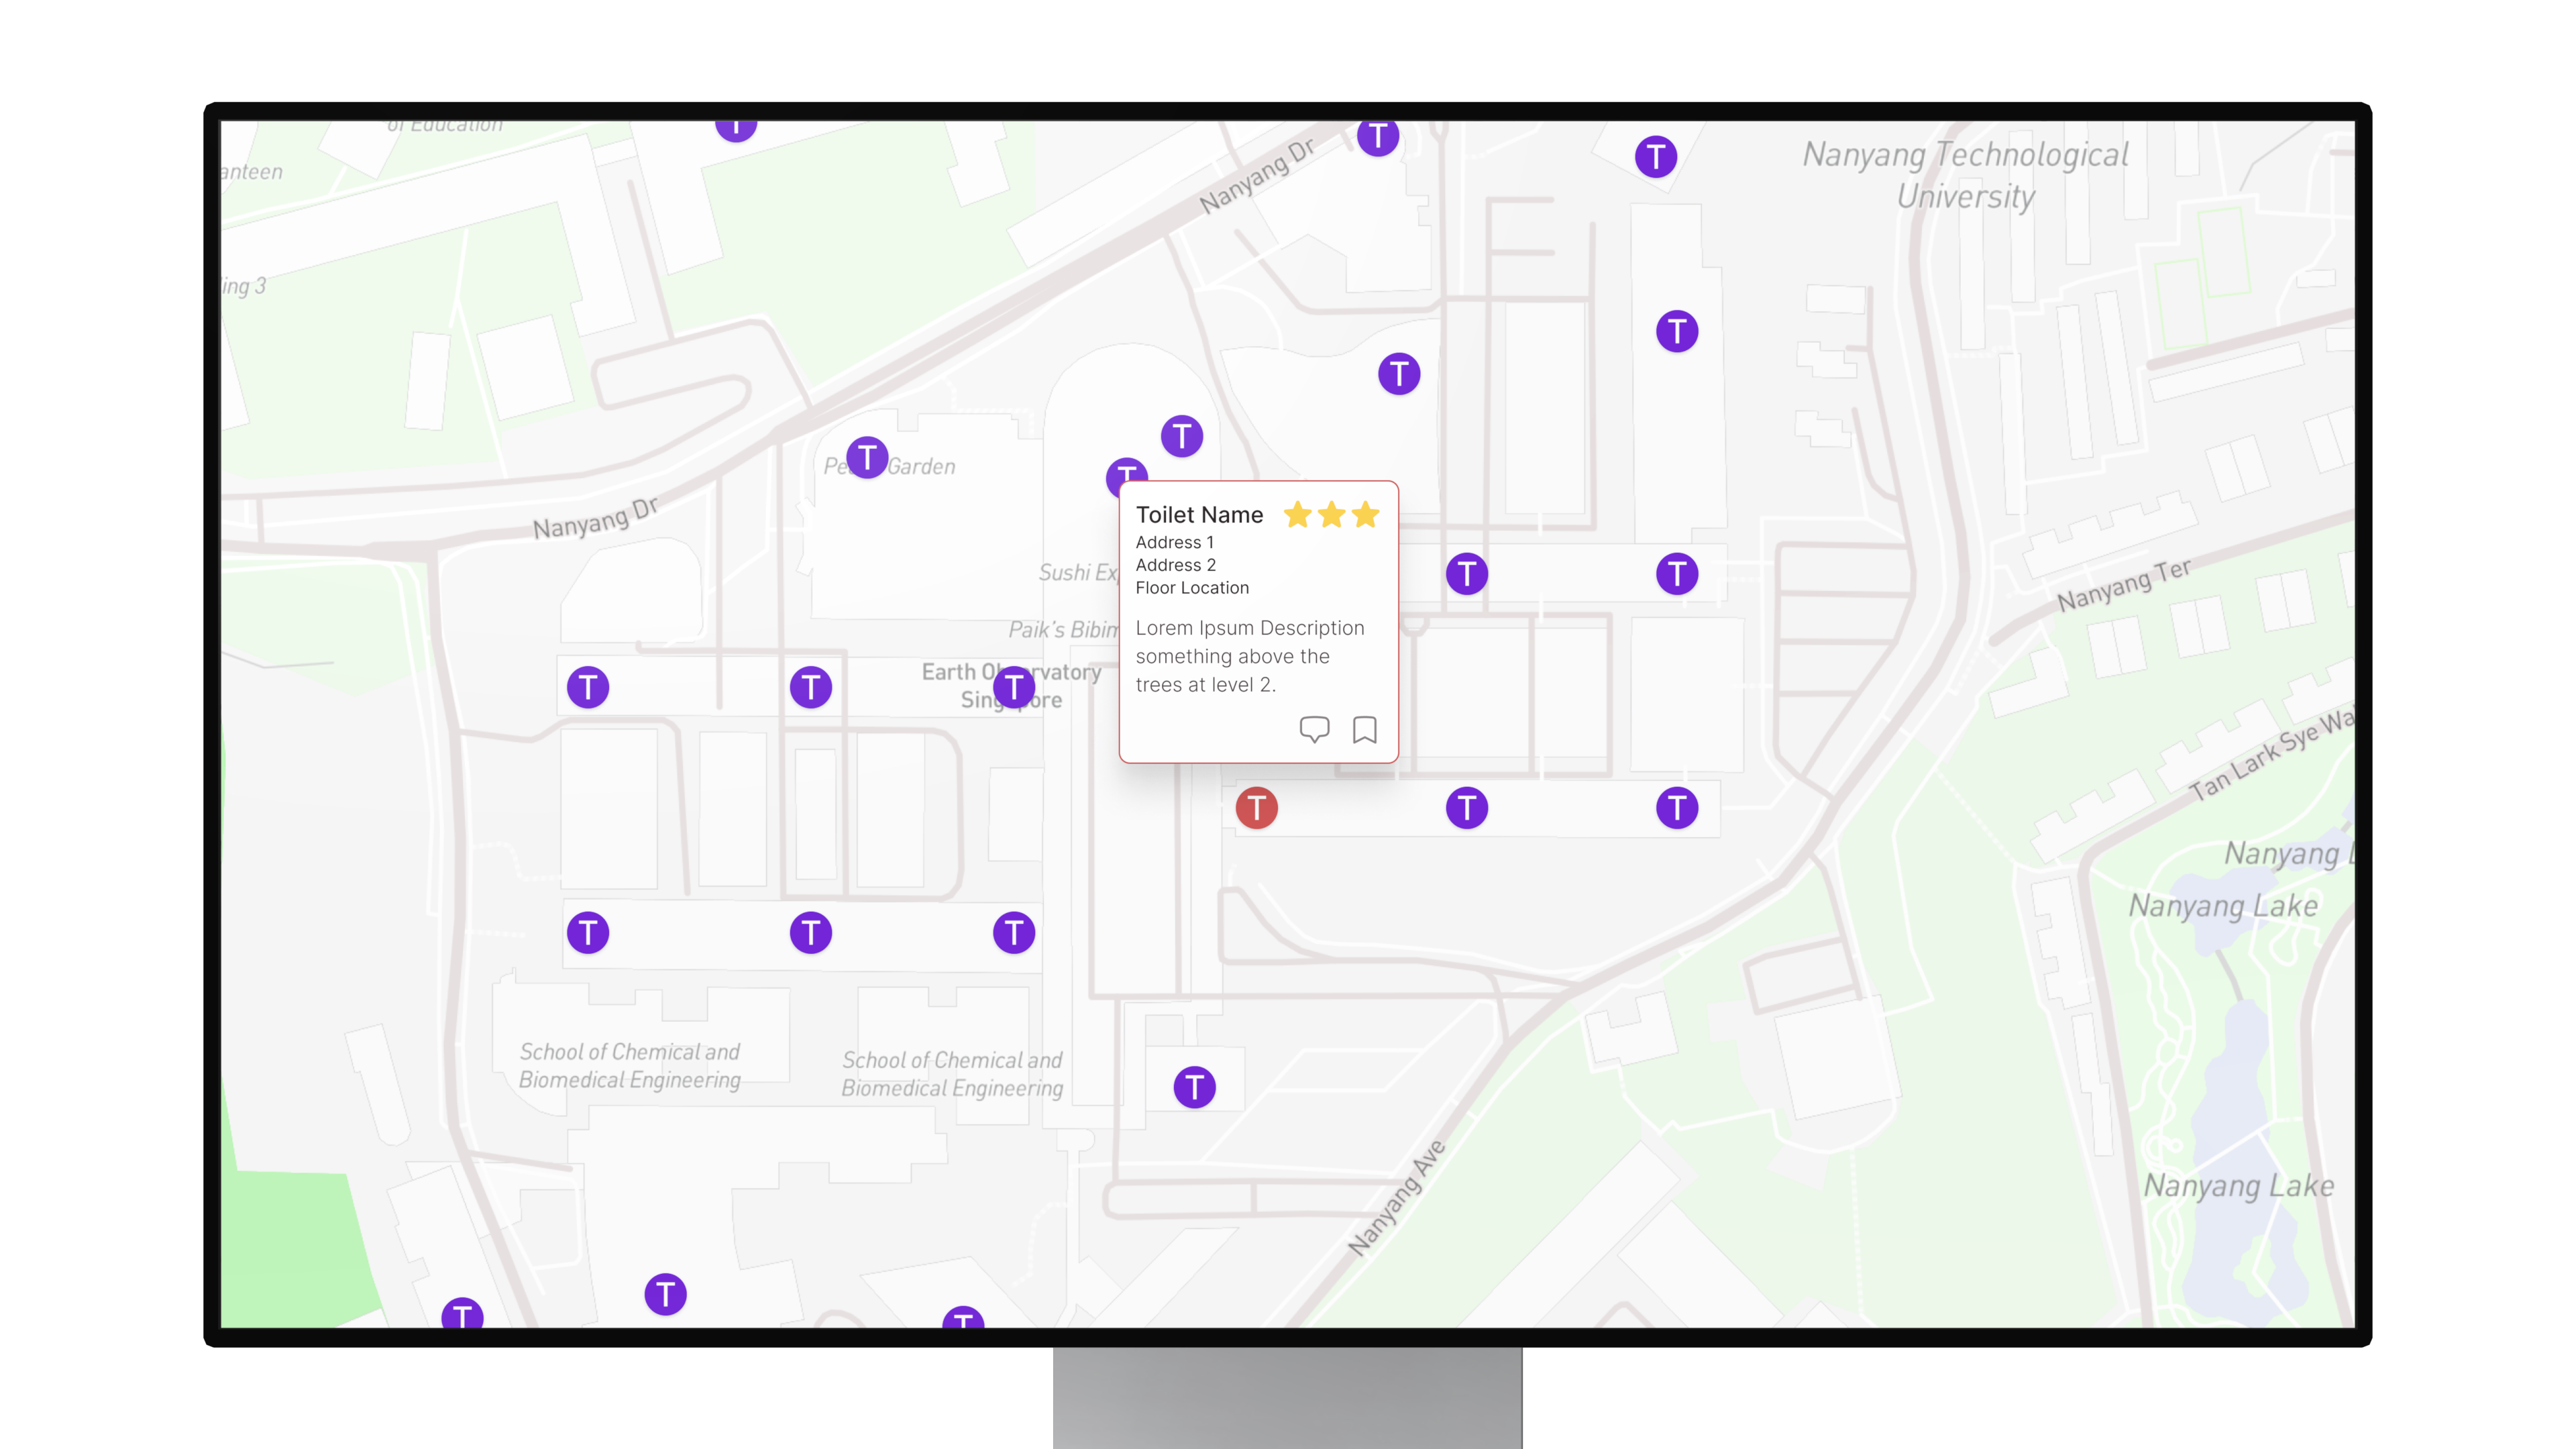 of Education
T
T
T
Nanyang Technological
University
anteen
Nanyang Dr
ing 3
T
T
T
T
T
Garden
Nanyang Dr
Toilet Name
Address 1
Address 2
Floor Location
Lorem Ipsum Description
something above the
trees at level 2.
Sushi Ex
T
T
Nanyang Ter
Paik's Bibim
Earth Ob rvatory
Sing pore
T
T
T
Tan Lark Sye Wa
T
T
T
Nanyang L
Nanyang Lake
T
T
T
School of Chemical and
Biomedical Engineering
School of Chemical and
Biomedical Engineering
T
Nanyang Ave
Nanyang Lake
T
T
T